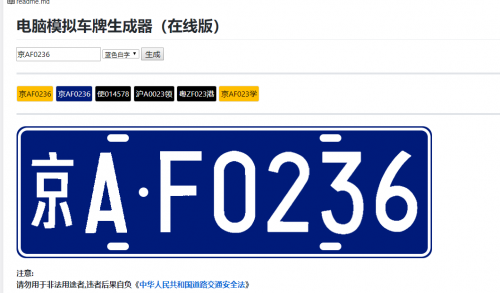 readme.md
电脑模拟车牌生成器（在线版）
京AF0236 蓝色白字 生成
京AF0236 京AF0236 使014578 沪A0023领 粤ZF023港 京AF023学
京A·F0236
注意:
请勿用于非法用途者,违者后果自负《中华人民共和国道路交通安全法》